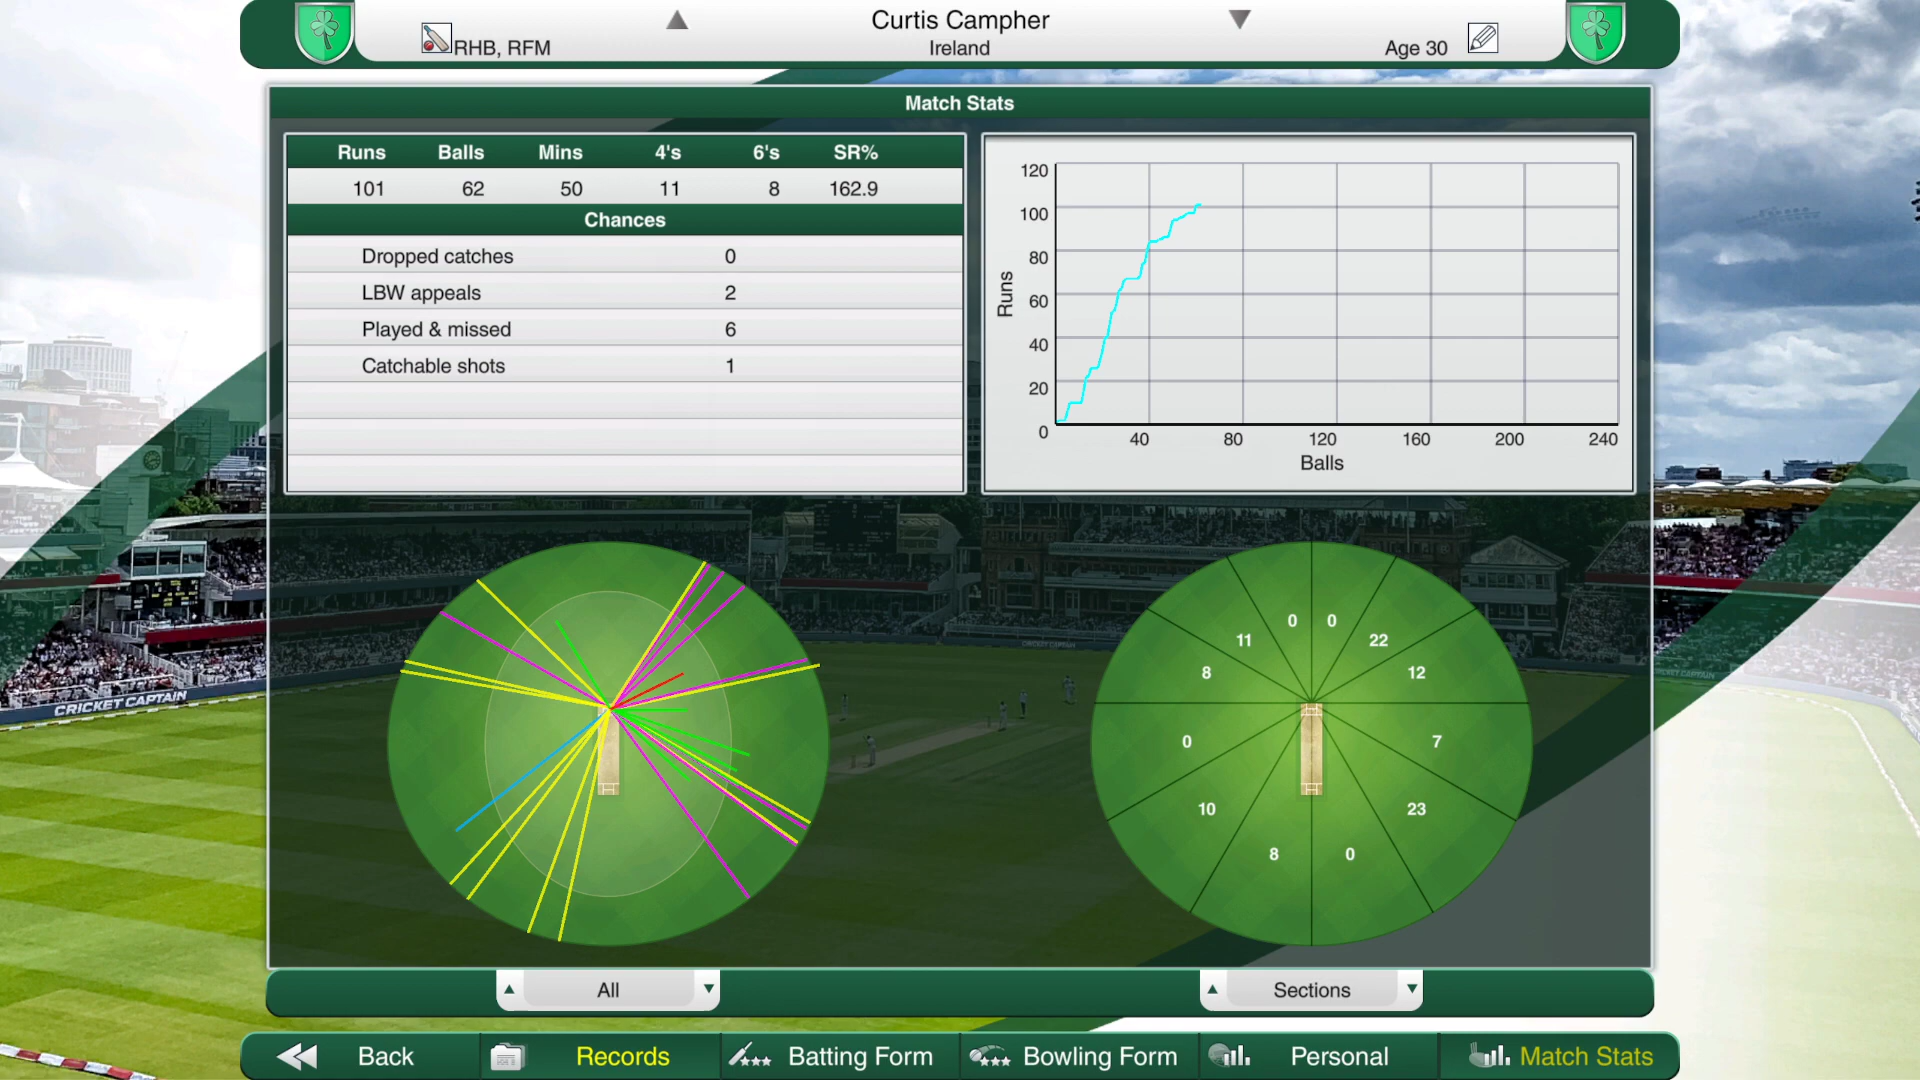 Curtis Campher
RHB, RFM
Ireland
Age 30
Match Stats
Runs Balls Mins 4's 6's SR%
101 62 50 11 8 162.9
Chances
Dropped catches 0
LBW appeals 2
Played & missed 6
Catchable shots 1
120
100
80
60
40
20
0
Runs
40 80 120 160 200 240
Balls
0 0
11 22
8 12
0 7
10 23
8 0
CRICKET CAPTAIN
All
Sections
Back
Records
Batting Form
Bowling Form
Personal
Match Stats